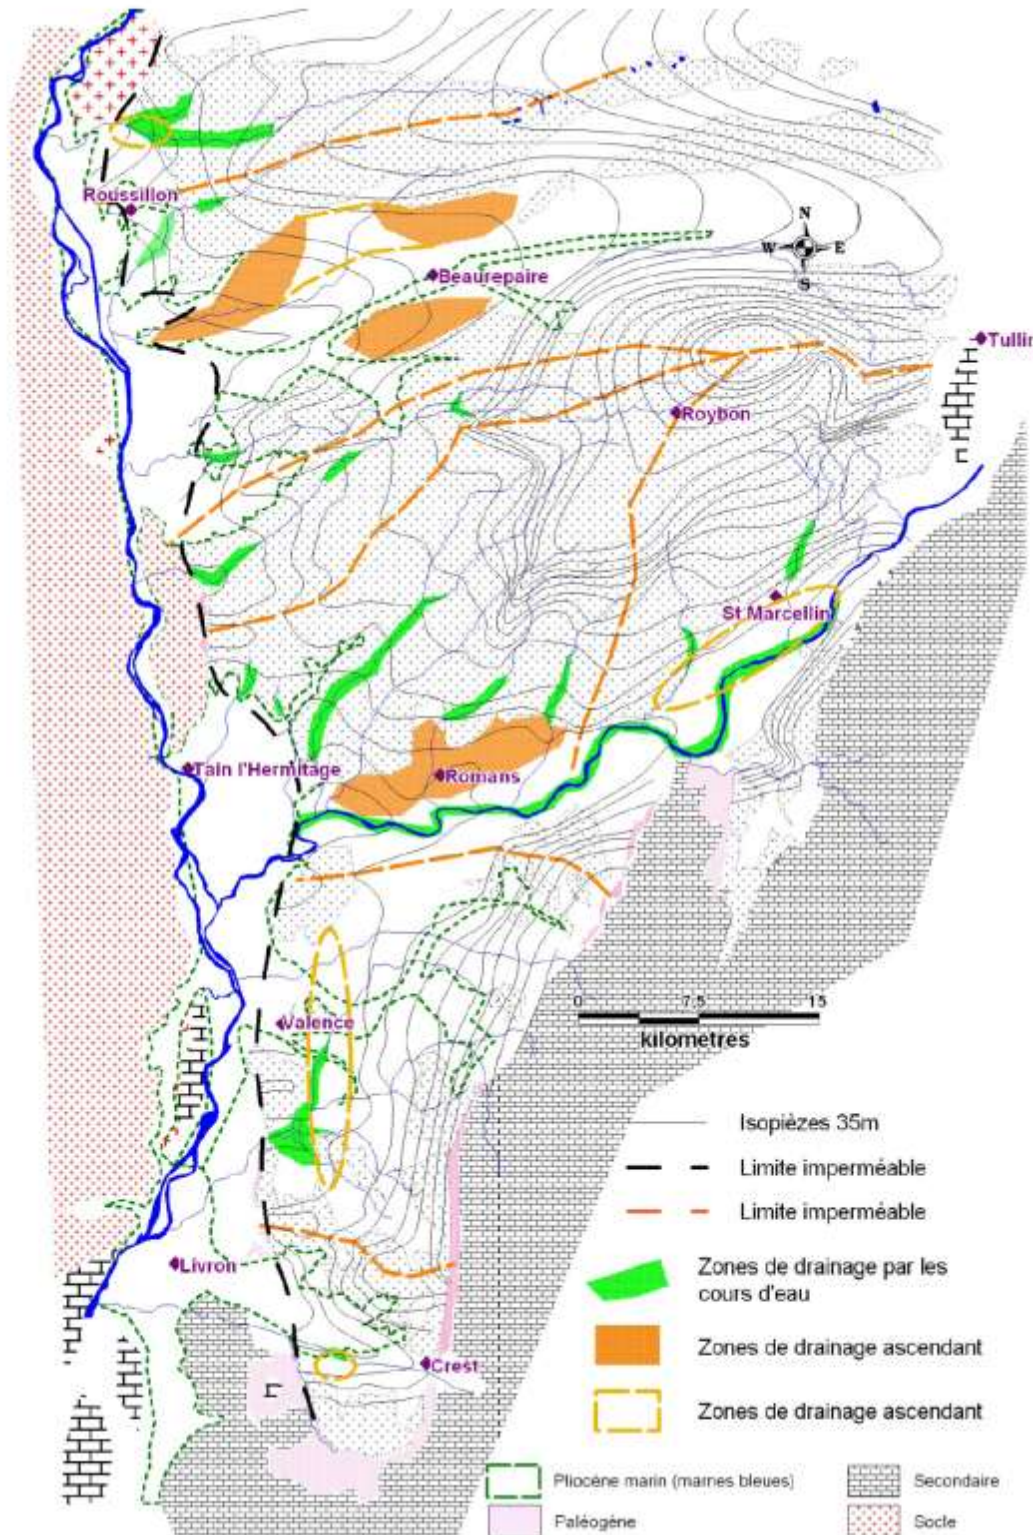 Roussillon
N
W E
S
Beaurepaire
Tullin
Roybon
St Marcellin
Tain l'Hermitage
Romans
0 7,5 15
kilometres
Valence
Isopièzes 35m
Limite imperméable
Limite imperméable
Livron
Zones de drainage par les
cours d'eau
Zones de drainage ascendant
Crest
Zones de drainage ascendant
Pliocène marin (marnes bleues)
Secondaire
Paléogène
Socle